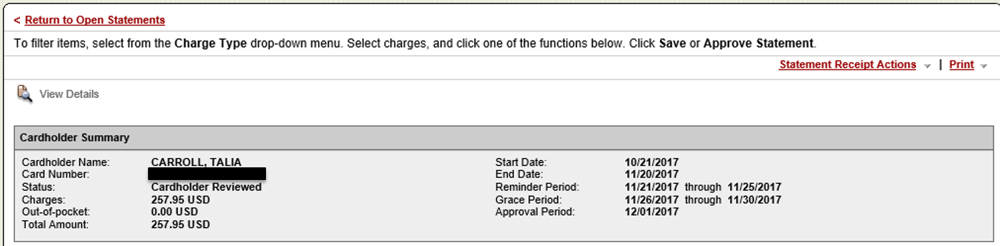 < Return to Open Statements
To filter items, select from the Charge Type drop-down menu. Select charges, and click one of the functions below. Click Save or Approve Statement.
Statement Receipt Actions | Print
View Details
Cardholder Summary
Cardholder Name: CARROLL, TALIA Start Date: 10/21/2017
Card Number: End Date: 11/20/2017
Status: Cardholder Reviewed Reminder Period: 11/21/2017 through 11/25/2017
Charges: 257.95 USD Grace Period: 11/26/2017 through 11/30/2017
Out-of-pocket: 0.00 USD Approval Period: 12/01/2017
Total Amount: 257.95 USD